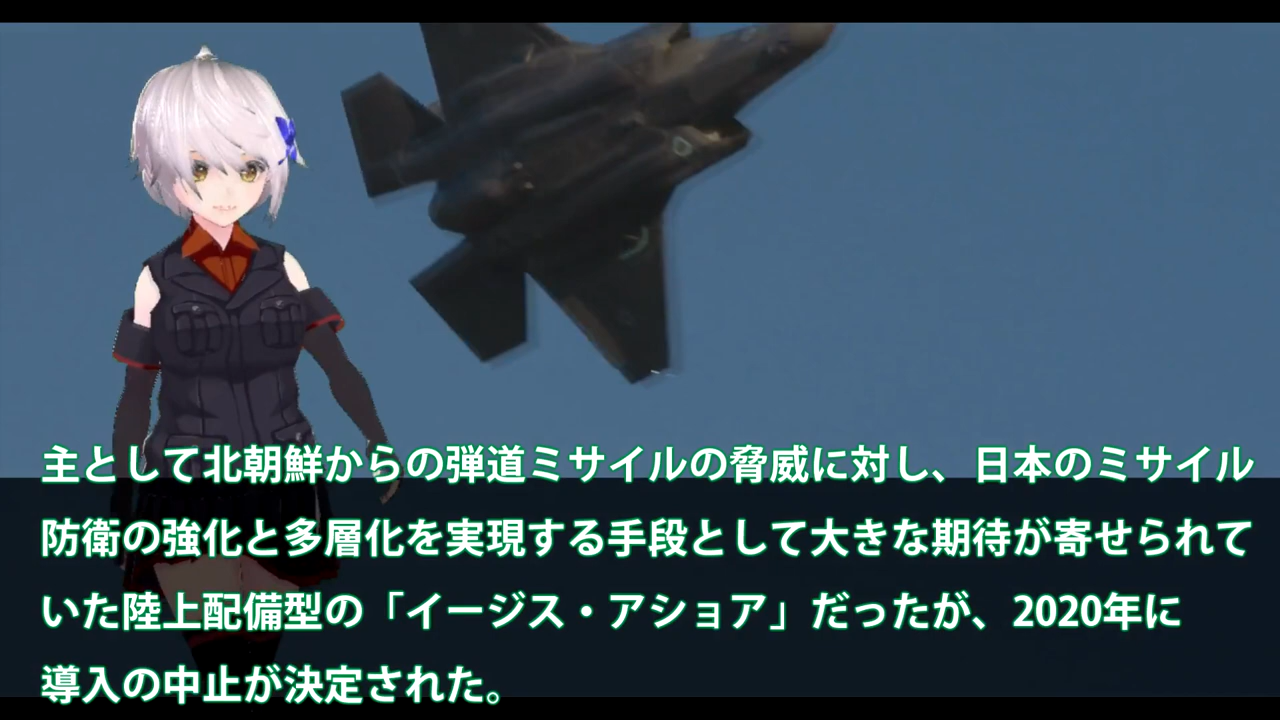 主として北朝鮮からの弾道ミサイルの脅威に対し、日本のミサイル
防衛の強化と多層化を実現する手段として大きな期待が寄せられて
いた陸上配備型の「イージス・アショア」だったが、2020年に
導入の中止が決定された。